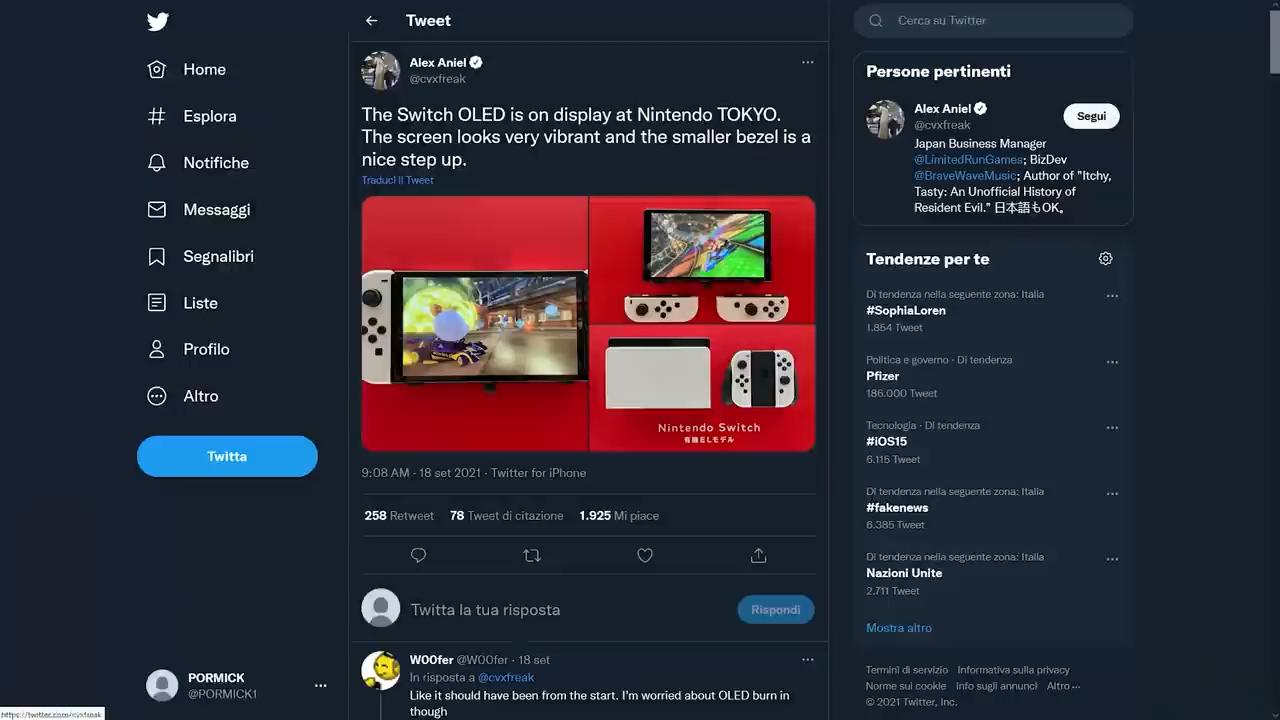 Home
Esplora
Notifiche
Messaggi
Segnalibri
Liste
Profilo
Altro
Twitta
PORMICK
@PORMICK1
https://twitter.com/cvxfreak
Tweet
Alex Aniel
@cvxfreak
The Switch OLED is on display at Nintendo TOKYO.
The screen looks very vibrant and the smaller bezel is a
nice step up.
Traduci il Tweet
Nintendo Switch
有機ELモデル
9:08 AM · 18 set 2021 · Twitter for iPhone
258 Retweet 78 Tweet di citazione 1.925 Mi piace
Twitta la tua risposta
Rispondi
W00fer @W00fer · 18 set
In risposta a @cvxfreak
Like it should have been from the start. I'm worried about OLED burn in
though
Cerca su Twitter
Persone pertinenti
Alex Aniel
@cvxfreak
Segui
Japan Business Manager
@LimitedRunGames; BizDev
@BraveWaveMusic; Author of "Itchy,
Tasty: An Unofficial History of
Resident Evil." 日本語もOK。
Tendenze per te
Di tendenza nella seguente zona: Italia
#SophiaLoren
1.854 Tweet
Politica e governo · Di tendenza
Pfizer
186.000 Tweet
Tecnologia · Di tendenza
#iOS15
6.115 Tweet
Di tendenza nella seguente zona: Italia
#fakenews
6.385 Tweet
Di tendenza nella seguente zona: Italia
Nazioni Unite
2.711 Tweet
Mostra altro
Termini di servizio Informativa sulla privacy
Norme sui cookie Info sugli annunci Altro ···
© 2021 Twitter, Inc.